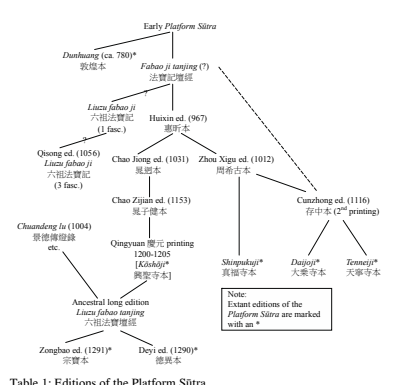 Early Platform Sūtra
Dunhuang (ca. 780)*
敦煌本
Fabao ji tanjing (?)
法寶記壇經
?
Liuzu fabao ji
六祖法寶記
(1 fasc.)
Huixin ed. (967)
惠昕本
?
Qisong ed. (1056)
Liuzu fabao ji
六祖法寶記
(3 fasc.)
Chao Jiong ed. (1031)
晁迥本
Zhou Xigu ed. (1012)
周希古本
Chao Zijian ed. (1153)
晁子健本
Cunzhong ed. (1116)
存中本 (2nd printing)
Chuandeng lu (1004)
景德傳燈錄
etc.
Qingyuan 慶元 printing
1200-1205
[Kōshōji*
興聖寺本]
Shinpukuji*
真福寺本
Daijoji*
大乘寺本
Tenneiji*
天寧寺本
Ancestral long edition
Liuzu fabao tanjing
六祖法寶壇經
Note:
Extant editions of the
Platform Sūtra are marked
with an *
Zongbao ed. (1291)*
宗寶本
Deyi ed. (1290)*
德異本
Table 1: Editions of the Platform Sūtra